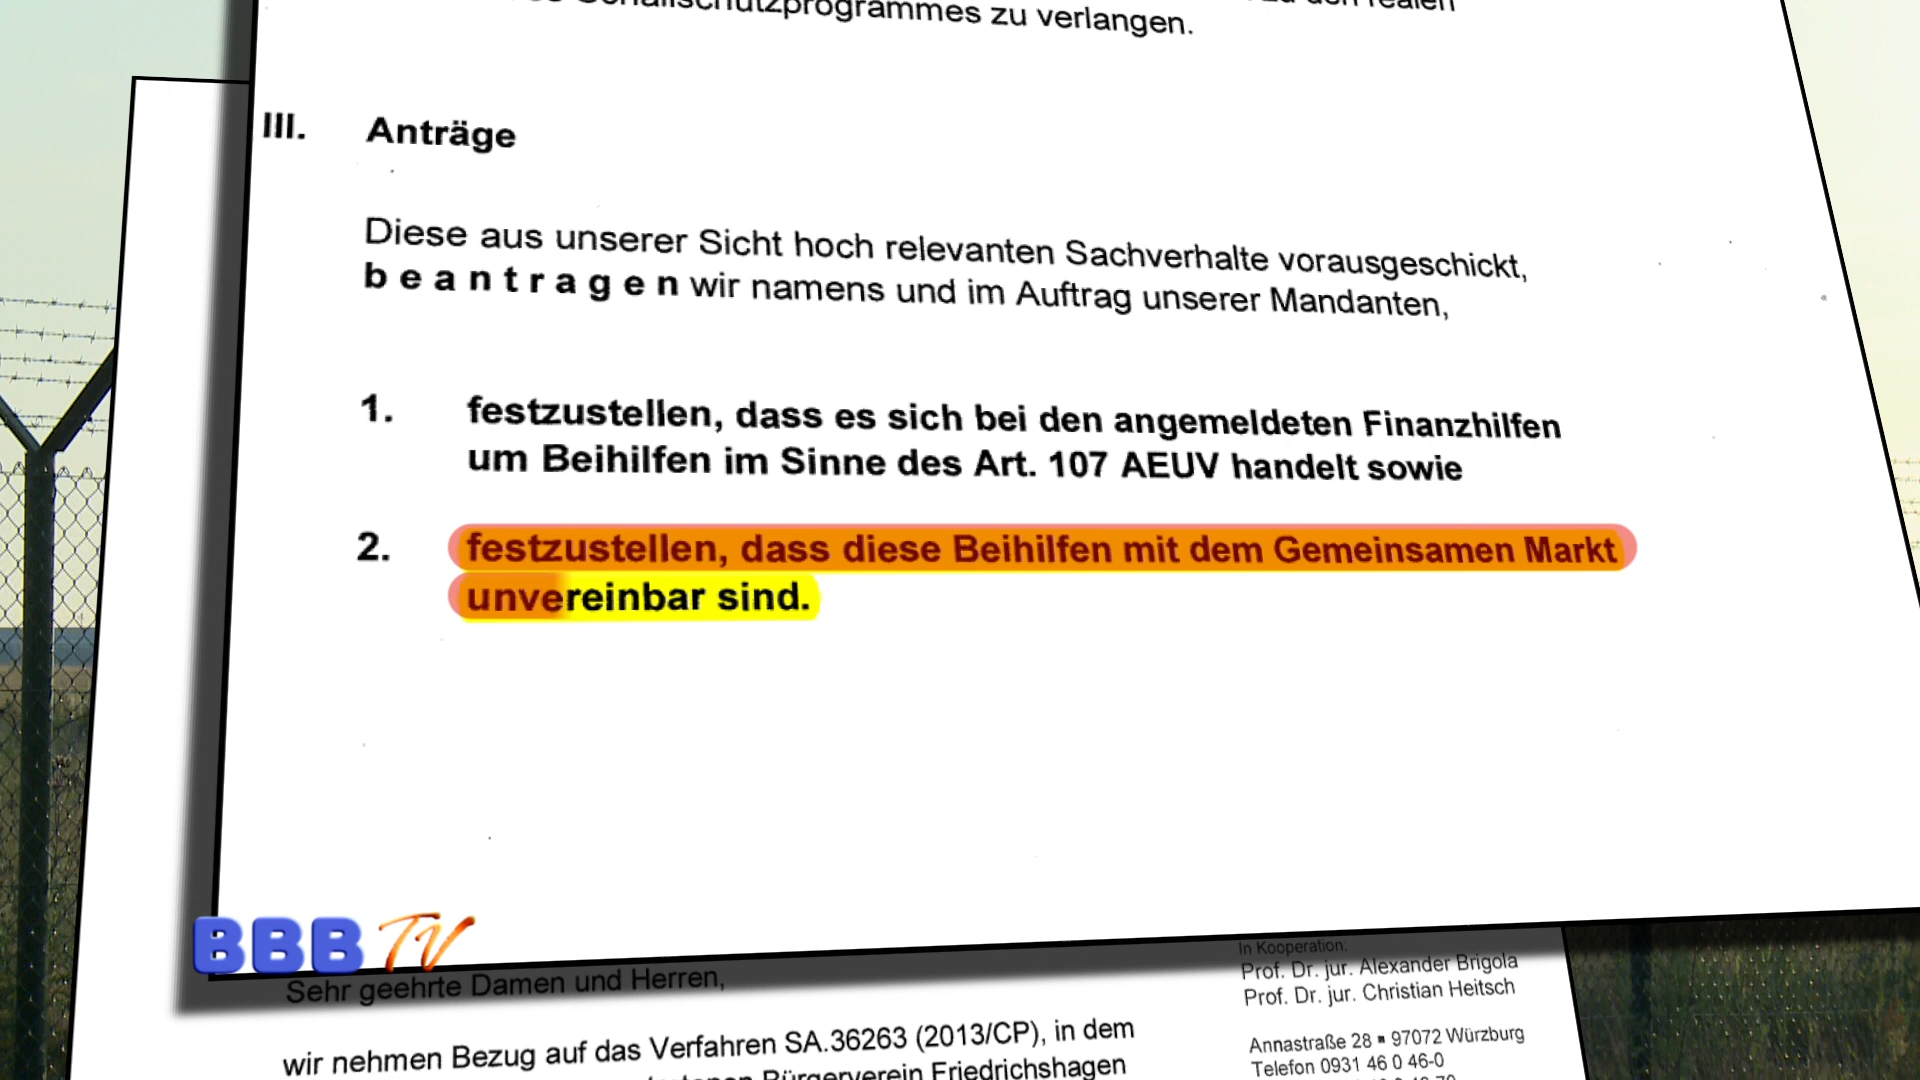 Schallschutzprogrammes zu verlangen.
III. Anträge
Diese aus unserer Sicht hoch relevanten Sachverhalte vorausgeschickt,
beantragen wir namens und im Auftrag unserer Mandanten,
1. festzustellen, dass es sich bei den angemeldeten Finanzhilfen
um Beihilfen im Sinne des Art. 107 AEUV handelt sowie
2. festzustellen, dass diese Beihilfen mit dem Gemeinsamen Markt
unvereinbar sind.
BBB TV
Sehr geehrte Damen und Herren,
wir nehmen Bezug auf das Verfahren SA.36263 (2013/CP), in dem
Bürgerverein Friedrichshagen
In Kooperation:
Prof. Dr. jur. Alexander Brigola
Prof. Dr. jur. Christian Heitsch
Annastraße 28 ▪ 97072 Würzburg
Telefon 0931 46 0 46-0